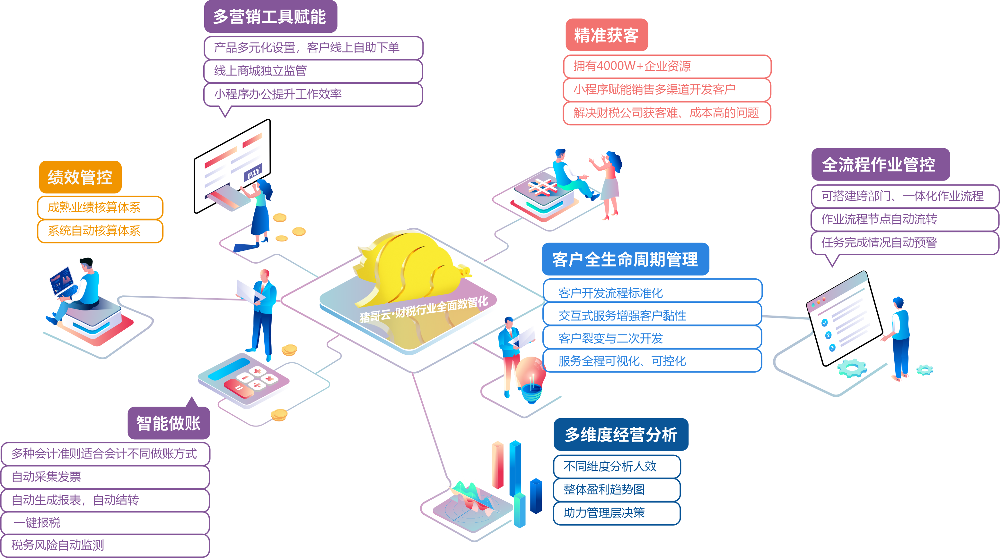 多营销工具赋能
产品多元化设置，客户线上自助下单
线上商城独立监管
小程序办公提升工作效率
精准获客
拥有4000W+企业资源
小程序赋能销售多渠道开发客户
解决财税公司获客难、成本高的问题
绩效管控
成熟业绩核算体系
系统自动核算体系
PAY
全流程作业管控
可搭建跨部门、一体化作业流程
作业流程节点自动流转
任务完成情况自动预警
2
3
猪哥云·财税行业全面数智化
客户全生命周期管理
客户开发流程标准化
交互式服务增强客户黏性
客户裂变与二次开发
服务全程可视化、可控化
智能做账
多种会计准则适合会计不同做账方式
自动采集发票
自动生成报表，自动结转
一键报税
税务风险自动监测
多维度经营分析
不同维度分析人效
整体盈利趋势图
助力管理层决策